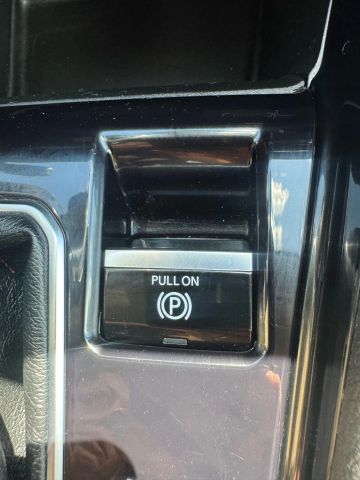 PULL ON
(P)